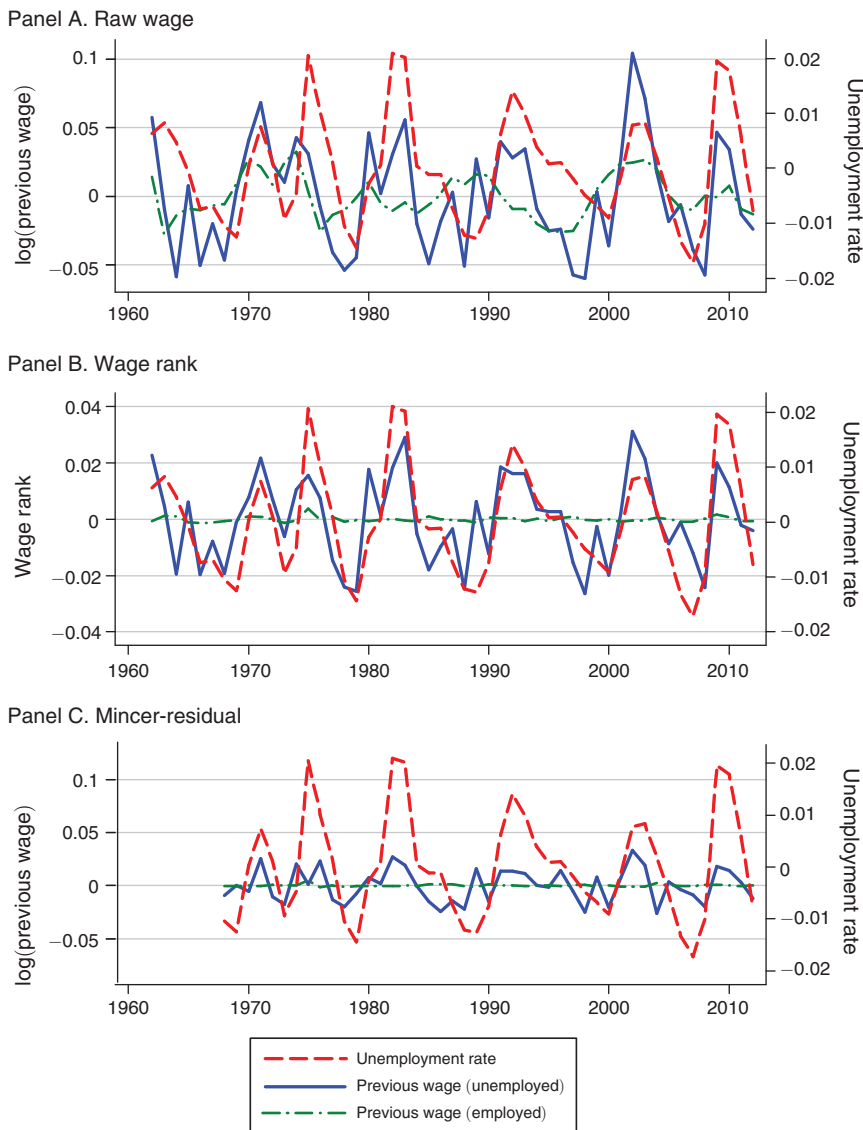 Panel A. Raw wage
log(previous wage)
0.1
0.05
0
−0.05
0.02
0.01
0
−0.01
−0.02
Unemployment rate
1960 1970 1980 1990 2000 2010
Panel B. Wage rank
Wage rank
0.04
0.02
0
−0.02
−0.04
0.02
0.01
0
−0.01
−0.02
Unemployment rate
1960 1970 1980 1990 2000 2010
Panel C. Mincer-residual
log(previous wage)
0.1
0.05
0
−0.05
0.02
0.01
0
−0.01
−0.02
Unemployment rate
1960 1970 1980 1990 2000 2010
Unemployment rate
Previous wage (unemployed)
Previous wage (employed)